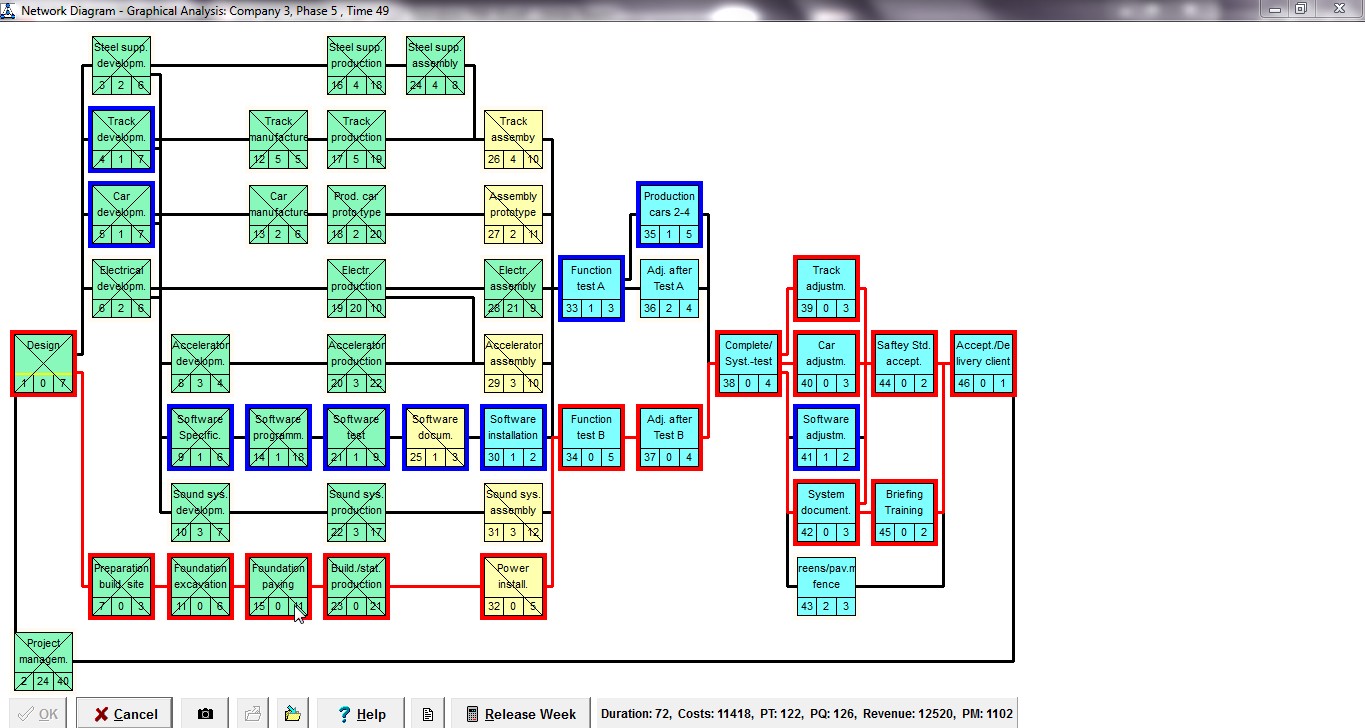 Network Diagram - Graphical Analysis: Company 3, Phase 5 , Time 49
Steel supp.
developm.
3 2 6
Steel supp.
production
16 4 18
Steel supp.
assembly
24 4 8
Track
developm.
4 1 7
Track
manufacture
12 5 5
Track
production
17 5 19
Track
assemby
26 4 10
Car
developm.
5 1 7
Car
manufacture
13 2 6
Prod. car
proto.type
18 2 20
Assembly
prototype
27 2 11
Production
cars 2-4
35 1 5
Electrical
developm.
6 2 6
Electr.
production
19 20 10
Electr.
assembly
28 21 9
Function
test A
33 1 3
Adj. after
Test A
36 2 4
Track
adjustm.
39 0 3
Design
1 0 7
Accelerator
developm.
8 3 4
Accelerator
production
20 3 22
Accelerator
assembly
29 3 10
Complete/
Syst.-test
38 0 4
Car
adjustm.
40 0 3
Saftey Std.
accept.
44 0 2
Accept./De
livery client
46 0 1
Software
Specific.
9 1 6
Software
programm.
14 1 18
Software
test
21 1 9
Software
docum.
25 1 3
Software
installation
30 1 2
Function
test B
34 0 5
Adj. after
Test B
37 0 4
Software
adjustm.
41 1 2
Sound sys.
developm.
10 3 7
Sound sys.
production
22 3 17
Sound sys.
assembly
31 3 12
System
document.
42 0 3
Briefing
Training
45 0 2
Preparation
build. site
7 0 3
Foundation
excavation
11 0 6
Foundation
paving
15 0 11
Build./stat.
production
23 0 21
Power
install.
32 0 5
reens/pav.m
fence
43 2 3
Project
managem.
2 24 40
OK
Cancel
Help
Release Week
Duration: 72, Costs: 11418, PT: 122, PQ: 126, Revenue: 12520, PM: 1102